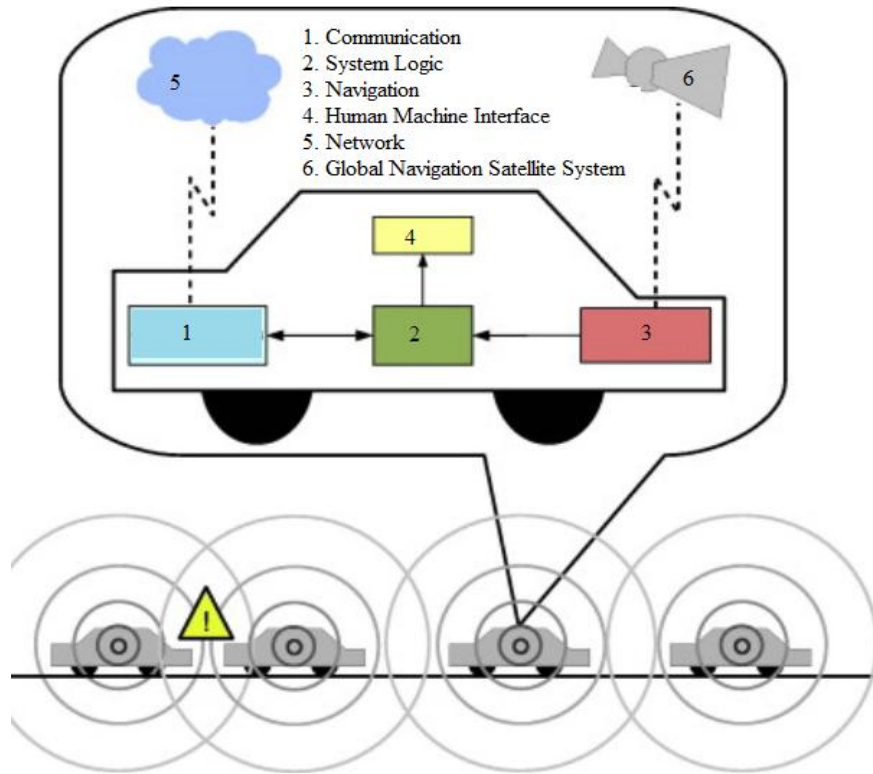 1. Communication
2. System Logic
3. Navigation
4. Human Machine Interface
5. Network
6. Global Navigation Satellite System
5
6
4
1
2
3
!